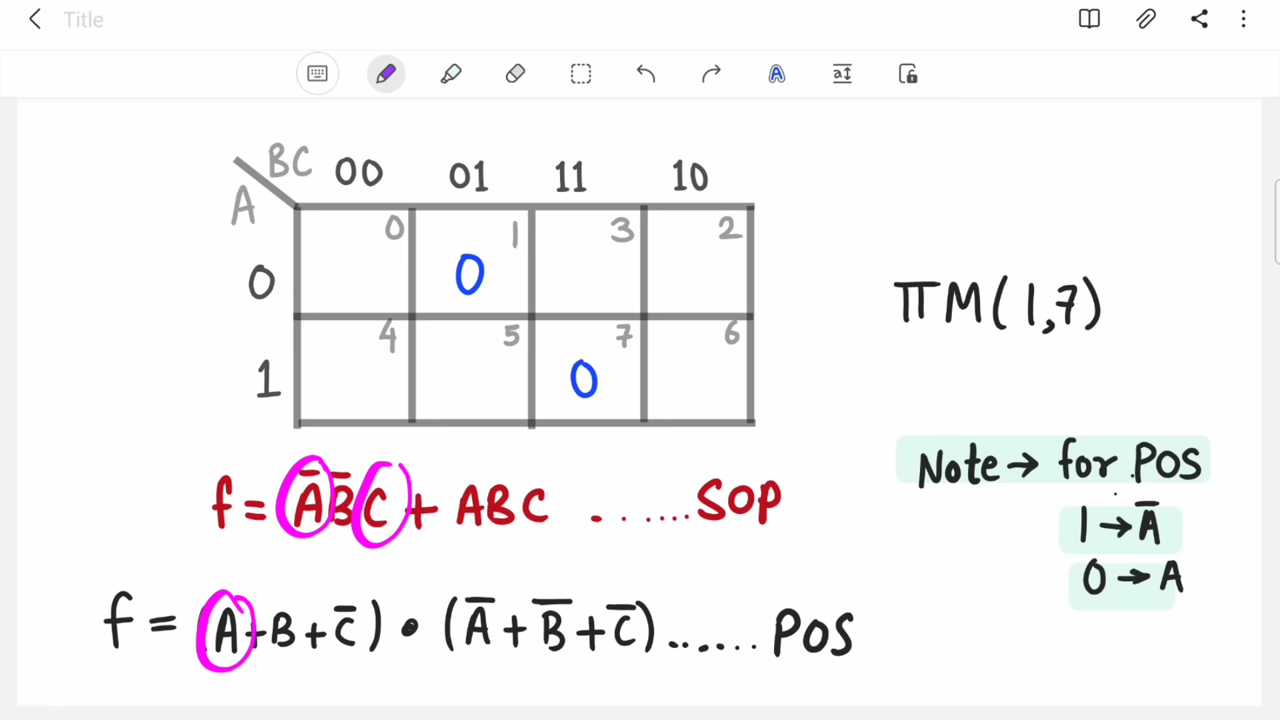 Title
BC 00 01 11 10
A
0 1 3 2
0 0
4 5 7 6
1 0
πM(1,7)
f = A̅B̅C + ABC ....... SOP
f = (A+B+C̅) • (A̅+B̅+C̅)...... POS
Note → for POS
1 → A̅
0 → A